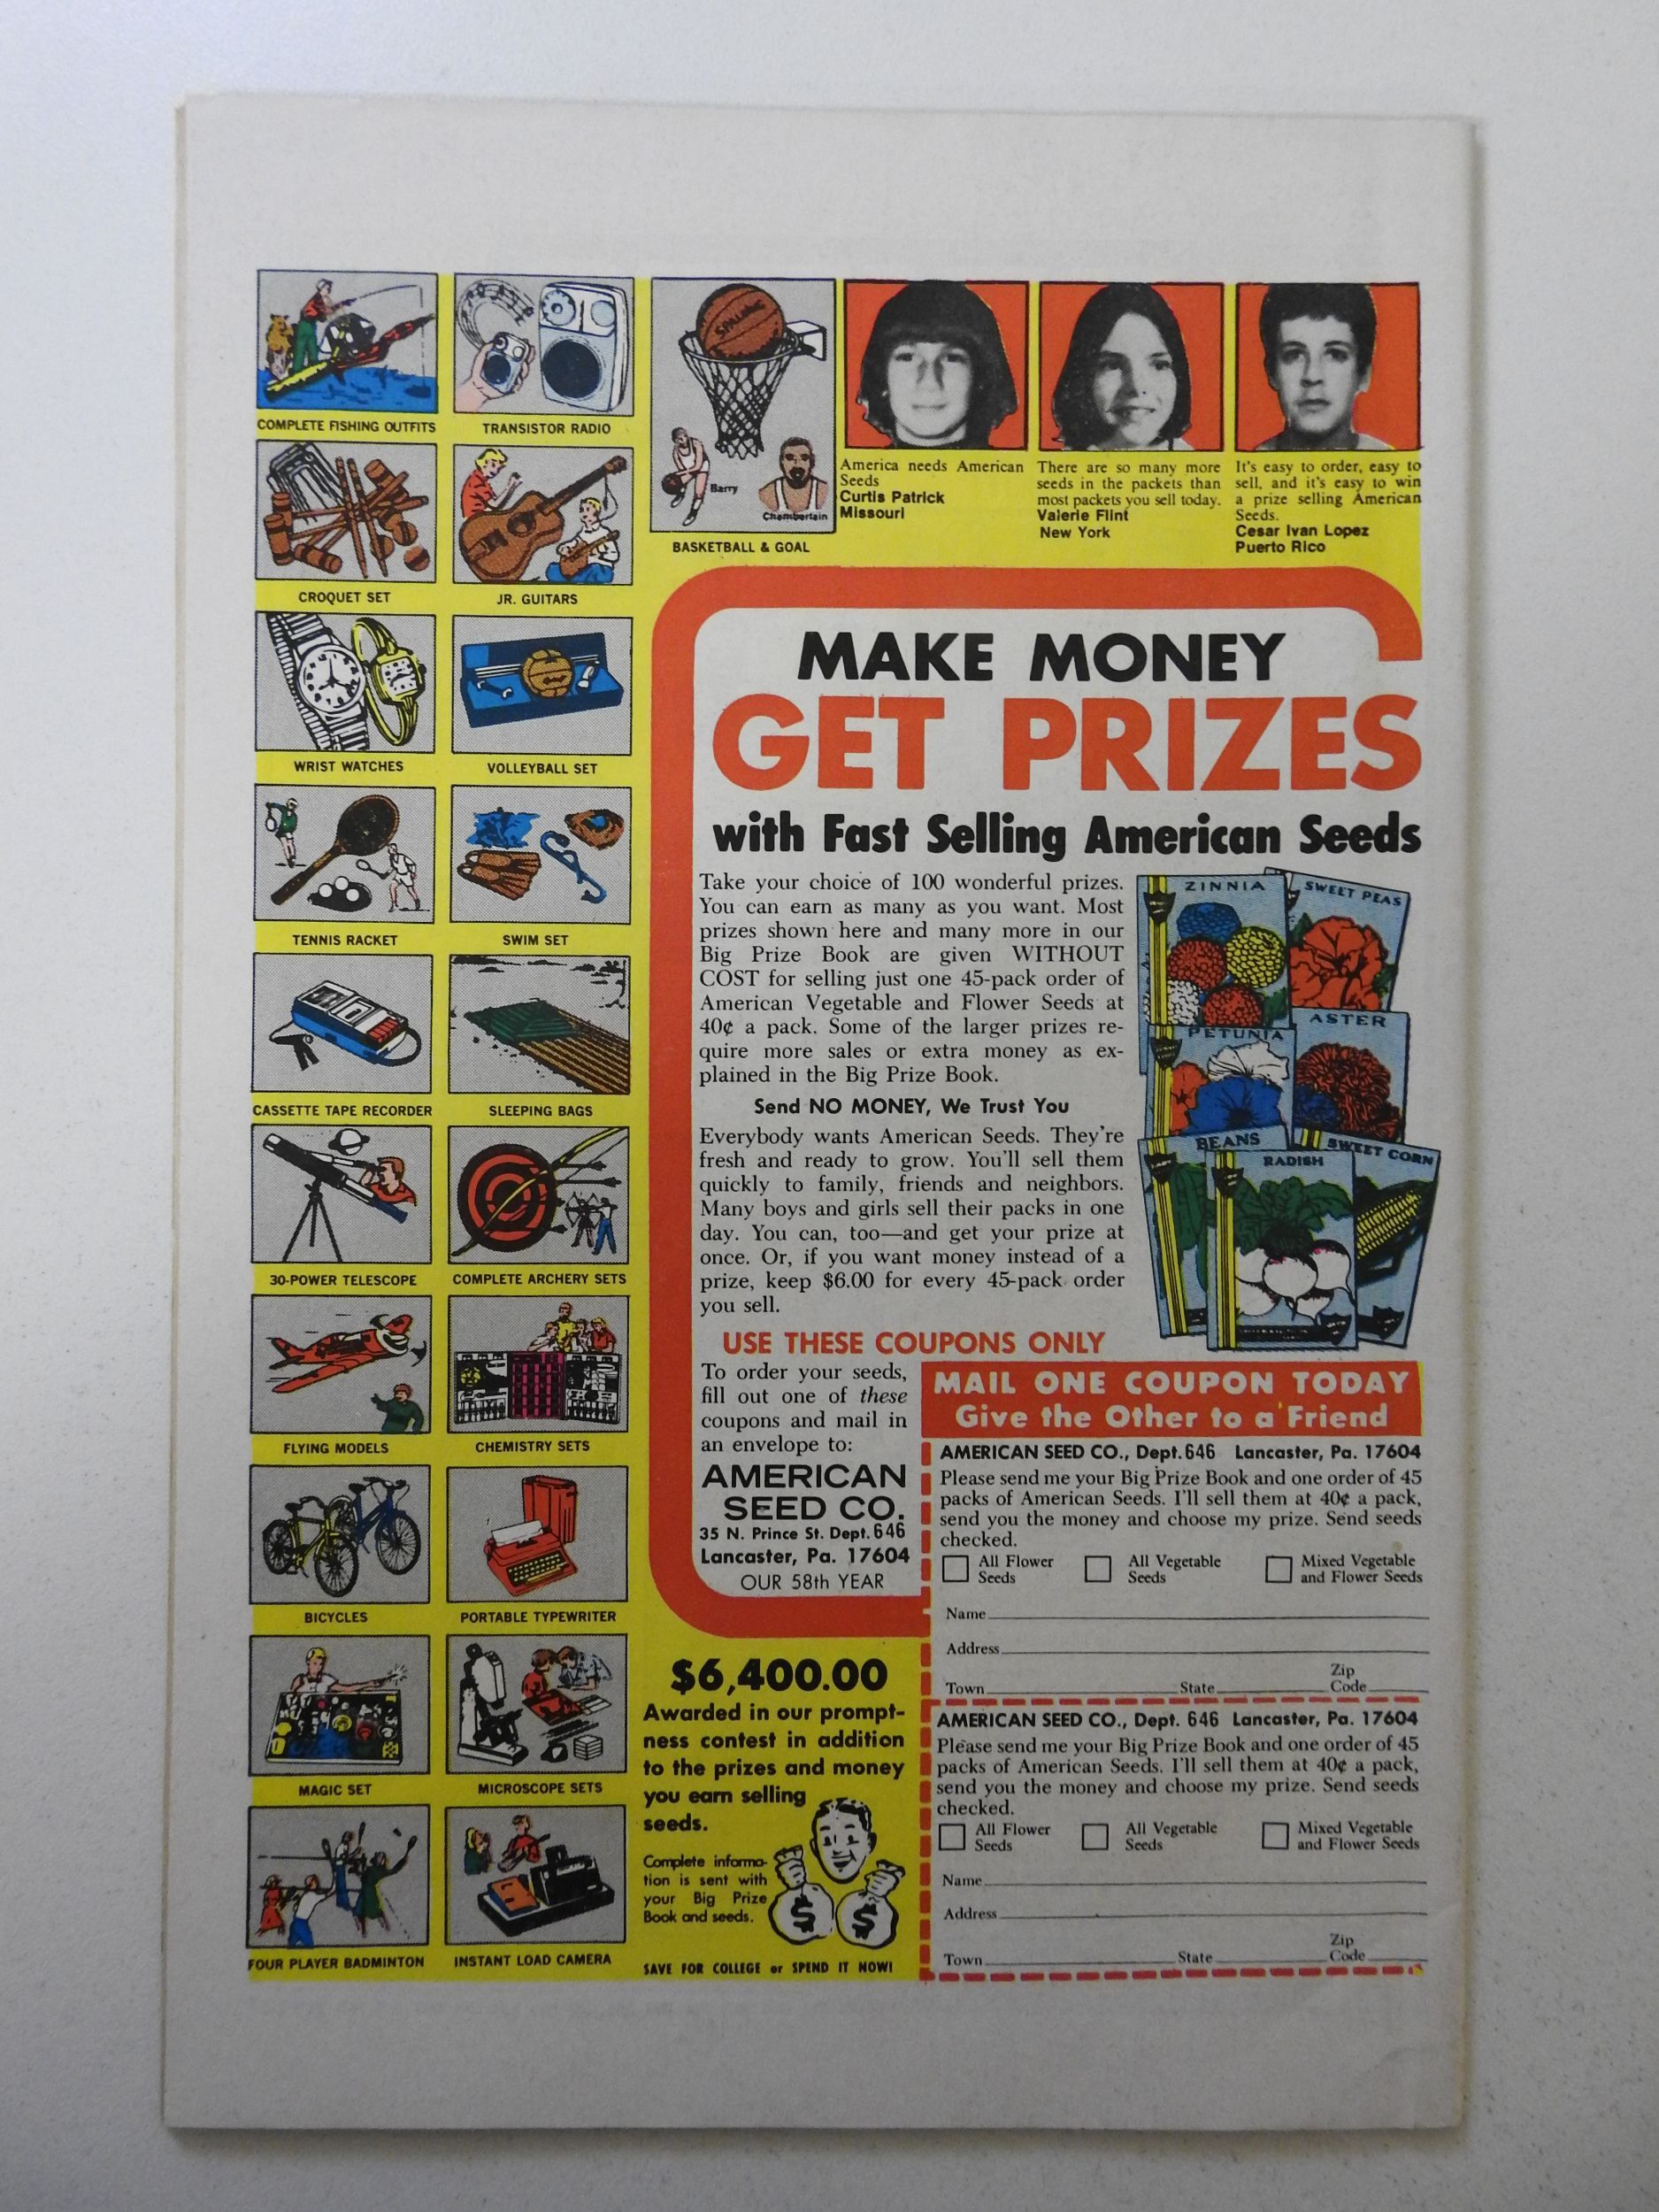 COMPLETE FISHING OUTFITS
TRANSISTOR RADIO
CROQUET SET
JR. GUITARS
WRIST WATCHES
VOLLEYBALL SET
TENNIS RACKET
SWIM SET
CASSETTE TAPE RECORDER
SLEEPING BAGS
30-POWER TELESCOPE
COMPLETE ARCHERY SETS
FLYING MODELS
CHEMISTRY SETS
BICYCLES
PORTABLE TYPEWRITER
MAGIC SET
MICROSCOPE SETS
FOUR PLAYER BADMINTON
INSTANT LOAD CAMERA
SPALDING
Barry
Chamberlain
BASKETBALL & GOAL
America needs American
Seeds
Curtis Patrick
Missouri
There are so many more
seeds in the packets than
most packets you sell today.
Valerie Flint
New York
It's easy to order, easy to
sell, and it's easy to win
a prize selling American
Seeds.
Cesar Ivan Lopez
Puerto Rico
MAKE MONEY
GET PRIZES
with Fast Selling American Seeds
Take your choice of 100 wonderful prizes.
You can earn as many as you want. Most
prizes shown here and many more in our
Big Prize Book are given WITHOUT
COST for selling just one 45-pack order of
American Vegetable and Flower Seeds at
40¢ a pack. Some of the larger prizes re-
quire more sales or extra money as ex-
plained in the Big Prize Book.
Send NO MONEY, We Trust You
Everybody wants American Seeds. They're
fresh and ready to grow. You'll sell them
quickly to family, friends and neighbors.
Many boys and girls sell their packs in one
day. You can, too—and get your prize at
once. Or, if you want money instead of a
prize, keep $6.00 for every 45-pack order
you sell.
ZINNIA
SWEET PEAS
PETUNIA
ASTER
BEANS
RADISH
SWEET CORN
USE THESE COUPONS ONLY
To order your seeds,
fill out one of these
coupons and mail in
an envelope to:
AMERICAN
SEED CO.
35 N. Prince St. Dept. 646
Lancaster, Pa. 17604
OUR 58th YEAR
$6,400.00
Awarded in our prompt-
ness contest in addition
to the prizes and money
you earn selling
seeds.
Complete informa-
tion is sent with
your Big Prize
Book and seeds.
$ $
SAVE FOR COLLEGE or SPEND IT NOW!
MAIL ONE COUPON TODAY
Give the Other to a Friend
AMERICAN SEED CO., Dept. 646 Lancaster, Pa. 17604
Please send me your Big Prize Book and one order of 45
packs of American Seeds. I'll sell them at 40¢ a pack,
send you the money and choose my prize. Send seeds
checked.
All Flower All Vegetable Mixed Vegetable
Seeds Seeds and Flower Seeds
Name
Address
Town State Zip Code
AMERICAN SEED CO., Dept. 646 Lancaster, Pa. 17604
Please send me your Big Prize Book and one order of 45
packs of American Seeds. I'll sell them at 40¢ a pack,
send you the money and choose my prize. Send seeds
checked.
All Flower All Vegetable Mixed Vegetable
Seeds Seeds and Flower Seeds
Name
Address
Town State Zip Code